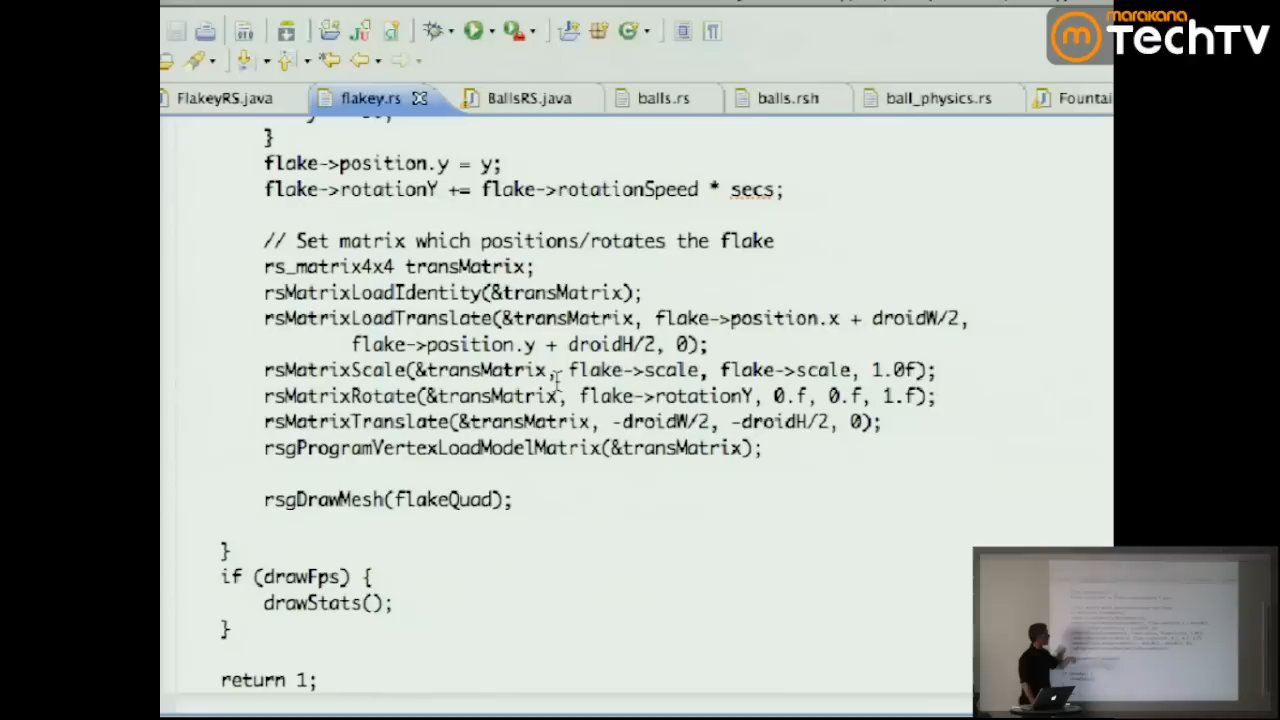 marakana
TechTV
FlakeyRS.java
flakey.rs
BallsRS.java
balls.rs
balls.rsh
ball_physics.rs
Fountai
}
flake->position.y = y;
flake->rotationY += flake->rotationSpeed * secs;
// Set matrix which positions/rotates the flake
rs_matrix4x4 transMatrix;
rsMatrixLoadIdentity(&transMatrix);
rsMatrixLoadTranslate(&transMatrix, flake->position.x + droidW/2,
flake->position.y + droidH/2, 0);
rsMatrixScale(&transMatrix, flake->scale, flake->scale, 1.0f);
rsMatrixRotate(&transMatrix, flake->rotationY, 0.f, 0.f, 1.f);
rsMatrixTranslate(&transMatrix, -droidW/2, -droidH/2, 0);
rsgProgramVertexLoadModelMatrix(&transMatrix);
rsgDrawMesh(flakeQuad);
}
if (drawFps) {
drawStats();
}
return 1;